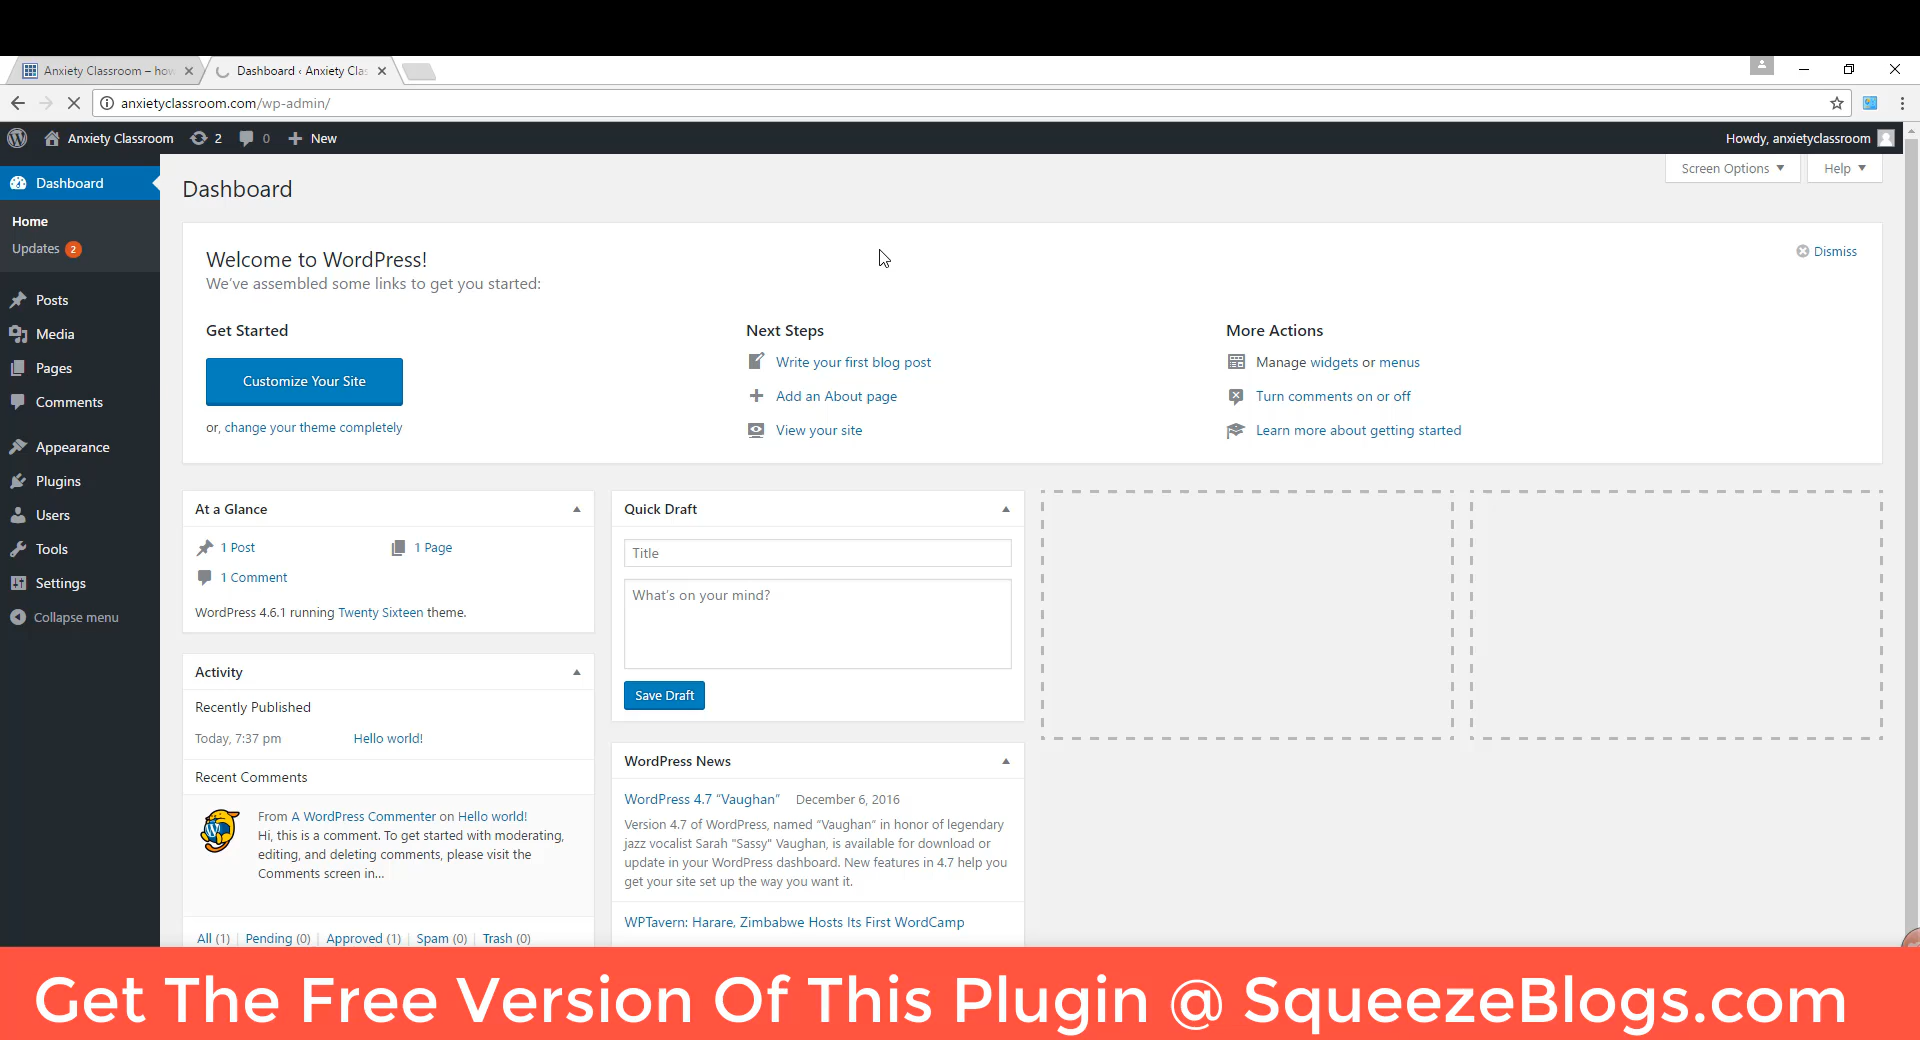 Anxiety Classroom – how
Dashboard ‹ Anxiety Clas
anxietyclassroom.com/wp-admin/
Anxiety Classroom 2 0 New
Howdy, anxietyclassroom
Dashboard
Home
Updates 2
Posts
Media
Pages
Comments
Appearance
Plugins
Users
Tools
Settings
Collapse menu
Screen Options
Help
Dashboard
Welcome to WordPress!
Dismiss
We've assembled some links to get you started:
Get Started
Customize Your Site
or, change your theme completely
Next Steps
Write your first blog post
Add an About page
View your site
More Actions
Manage widgets or menus
Turn comments on or off
Learn more about getting started
At a Glance
1 Post
1 Page
1 Comment
WordPress 4.6.1 running Twenty Sixteen theme.
Activity
Recently Published
Today, 7:37 pm Hello world!
Recent Comments
From A WordPress Commenter on Hello world!
Hi, this is a comment. To get started with moderating,
editing, and deleting comments, please visit the
Comments screen in...
All (1) | Pending (0) | Approved (1) | Spam (0) | Trash (0)
Quick Draft
Title
What's on your mind?
Save Draft
WordPress News
WordPress 4.7 “Vaughan” December 6, 2016
Version 4.7 of WordPress, named “Vaughan” in honor of legendary
jazz vocalist Sarah "Sassy" Vaughan, is available for download or
update in your WordPress dashboard. New features in 4.7 help you
get your site set up the way you want it.
WPTavern: Harare, Zimbabwe Hosts Its First WordCamp
Get The Free Version Of This Plugin @ SqueezeBlogs.com